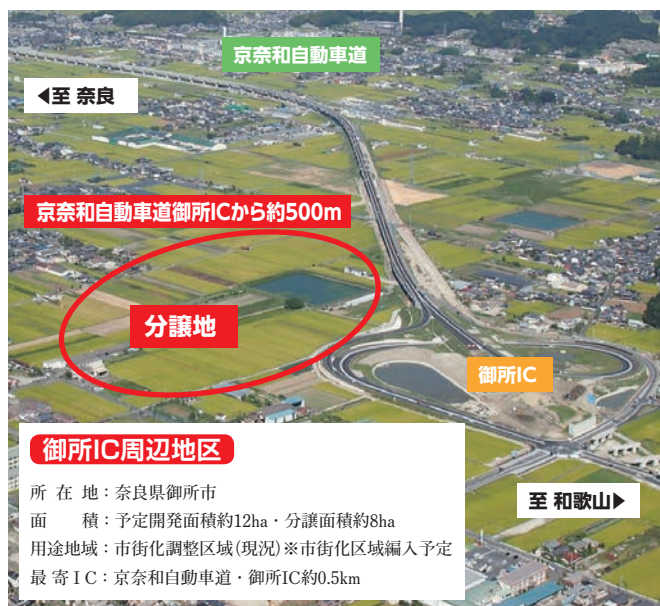 京奈和自動車道
◀至 奈良
京奈和自動車道御所ICから約500m
分譲地
御所IC
御所IC周辺地区
所在地：奈良県御所市
面積：予定開発面積約12ha・分譲面積約8ha
用途地域：市街化調整区域(現況)※市街化区域編入予定
最寄IC：京奈和自動車道・御所IC約0.5km
至 和歌山▶